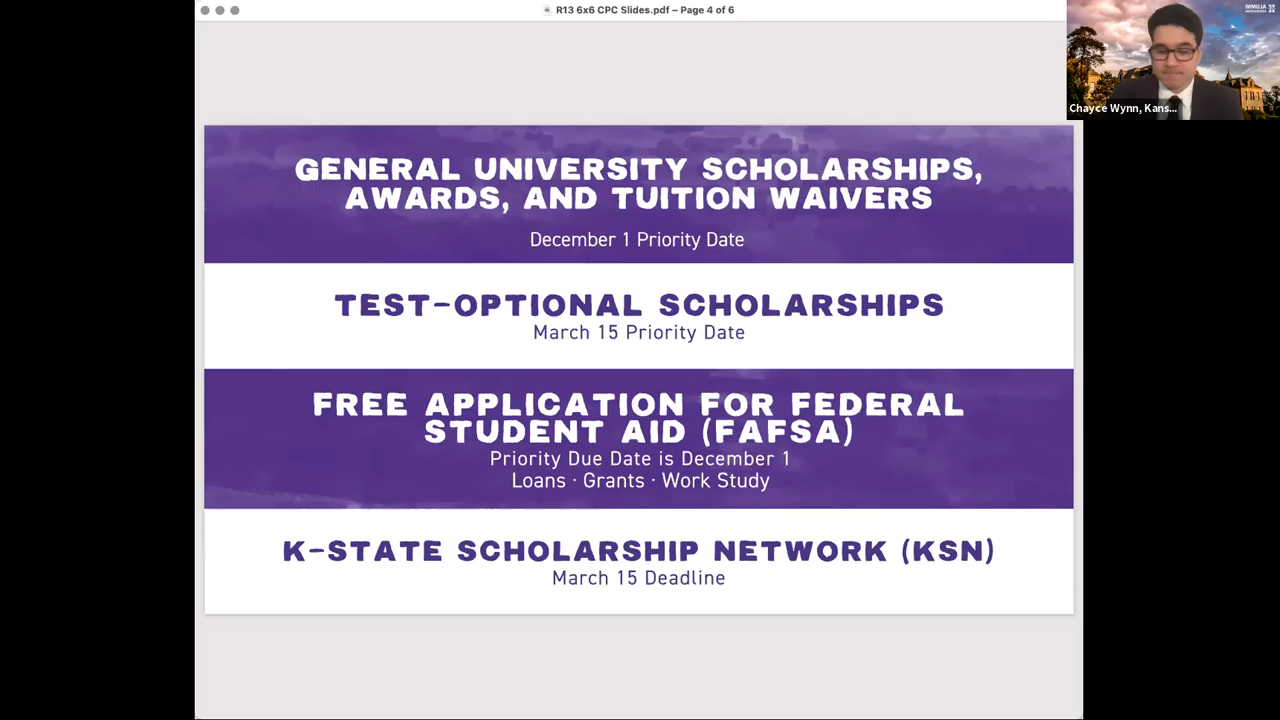 R13 6x6 CPC Slides.pdf – Page 4 of 6
Chayce Wynn, Kans...
GENERAL UNIVERSITY SCHOLARSHIPS,
AWARDS, AND TUITION WAIVERS
December 1 Priority Date
TEST-OPTIONAL SCHOLARSHIPS
March 15 Priority Date
FREE APPLICATION FOR FEDERAL
STUDENT AID (FAFSA)
Priority Due Date is December 1
Loans · Grants · Work Study
K-STATE SCHOLARSHIP NETWORK (KSN)
March 15 Deadline